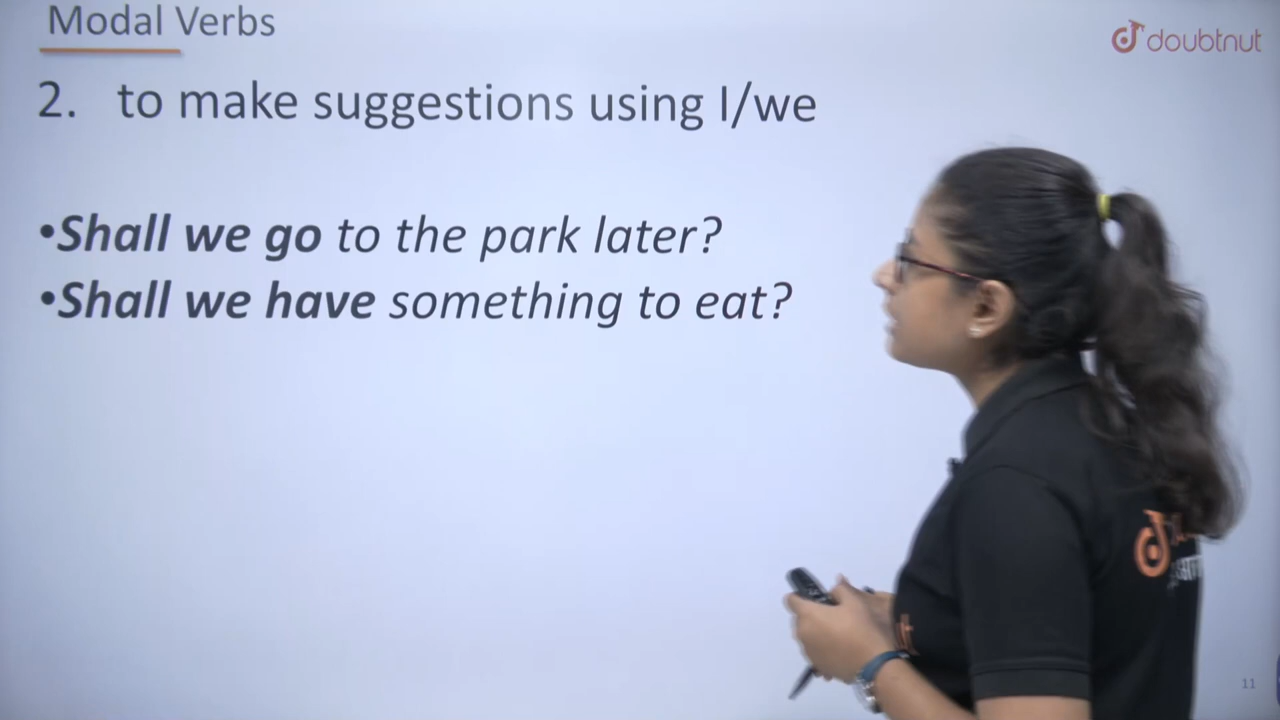 Modal Verbs
doubtnut
2. to make suggestions using I/we
•Shall we go to the park later?
•Shall we have something to eat?
11